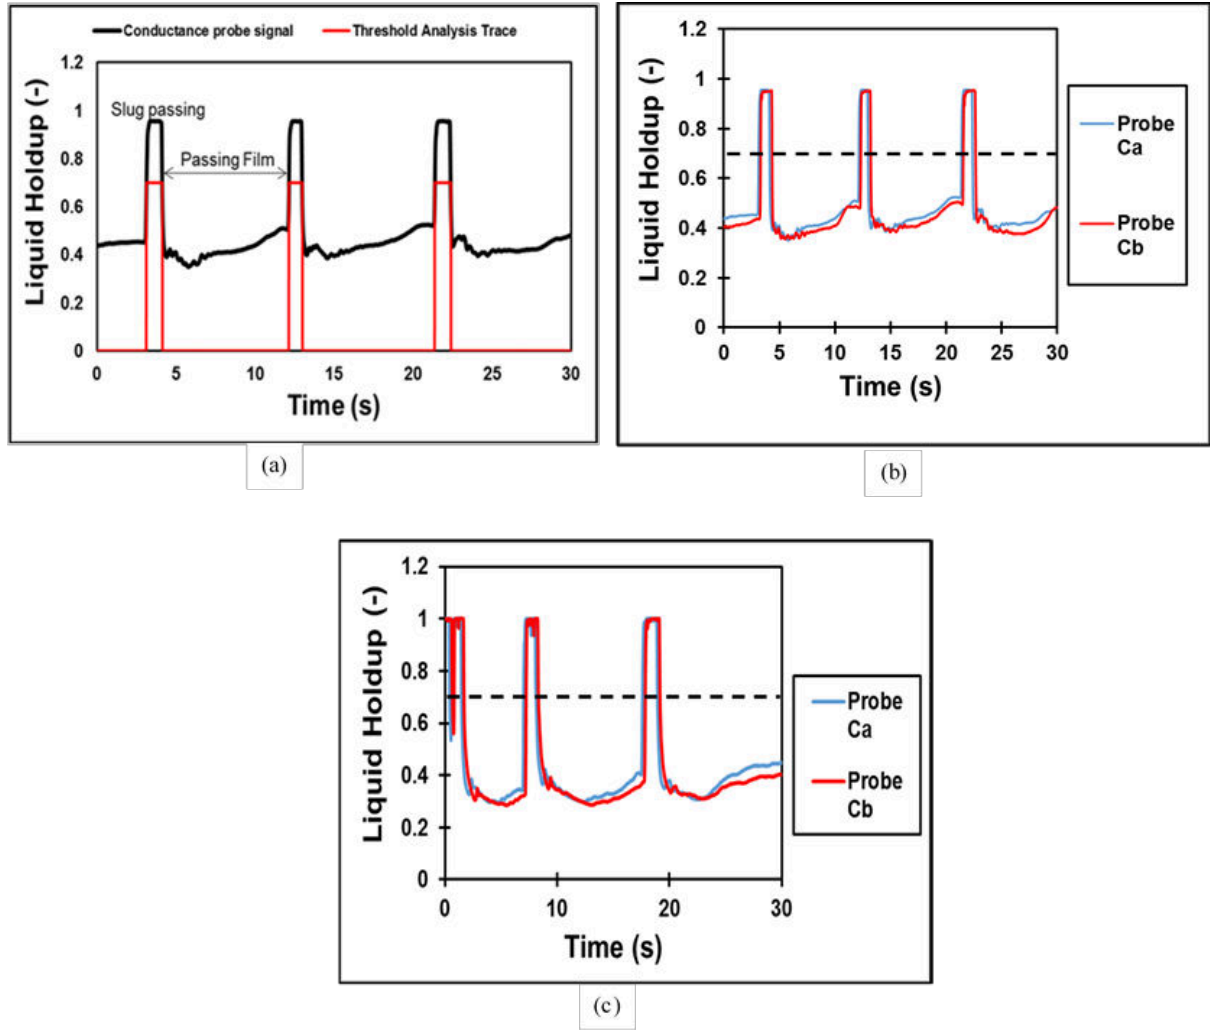 Conductance probe signal Threshold Analysis Trace
Liquid Holdup (-)
1.2
1
0.8
0.6
0.4
0.2
0
Slug passing
Passing Film
0 5 10 15 20 25 30
Time (s)
(a)
Liquid Holdup (-)
1.2
1
0.8
0.6
0.4
0.2
0
0 5 10 15 20 25 30
Time (s)
Probe
Ca
Probe
Cb
(b)
Liquid Holdup (-)
1.2
1
0.8
0.6
0.4
0.2
0
0 10 20 30
Time (s)
Probe
Ca
Probe
Cb
(c)